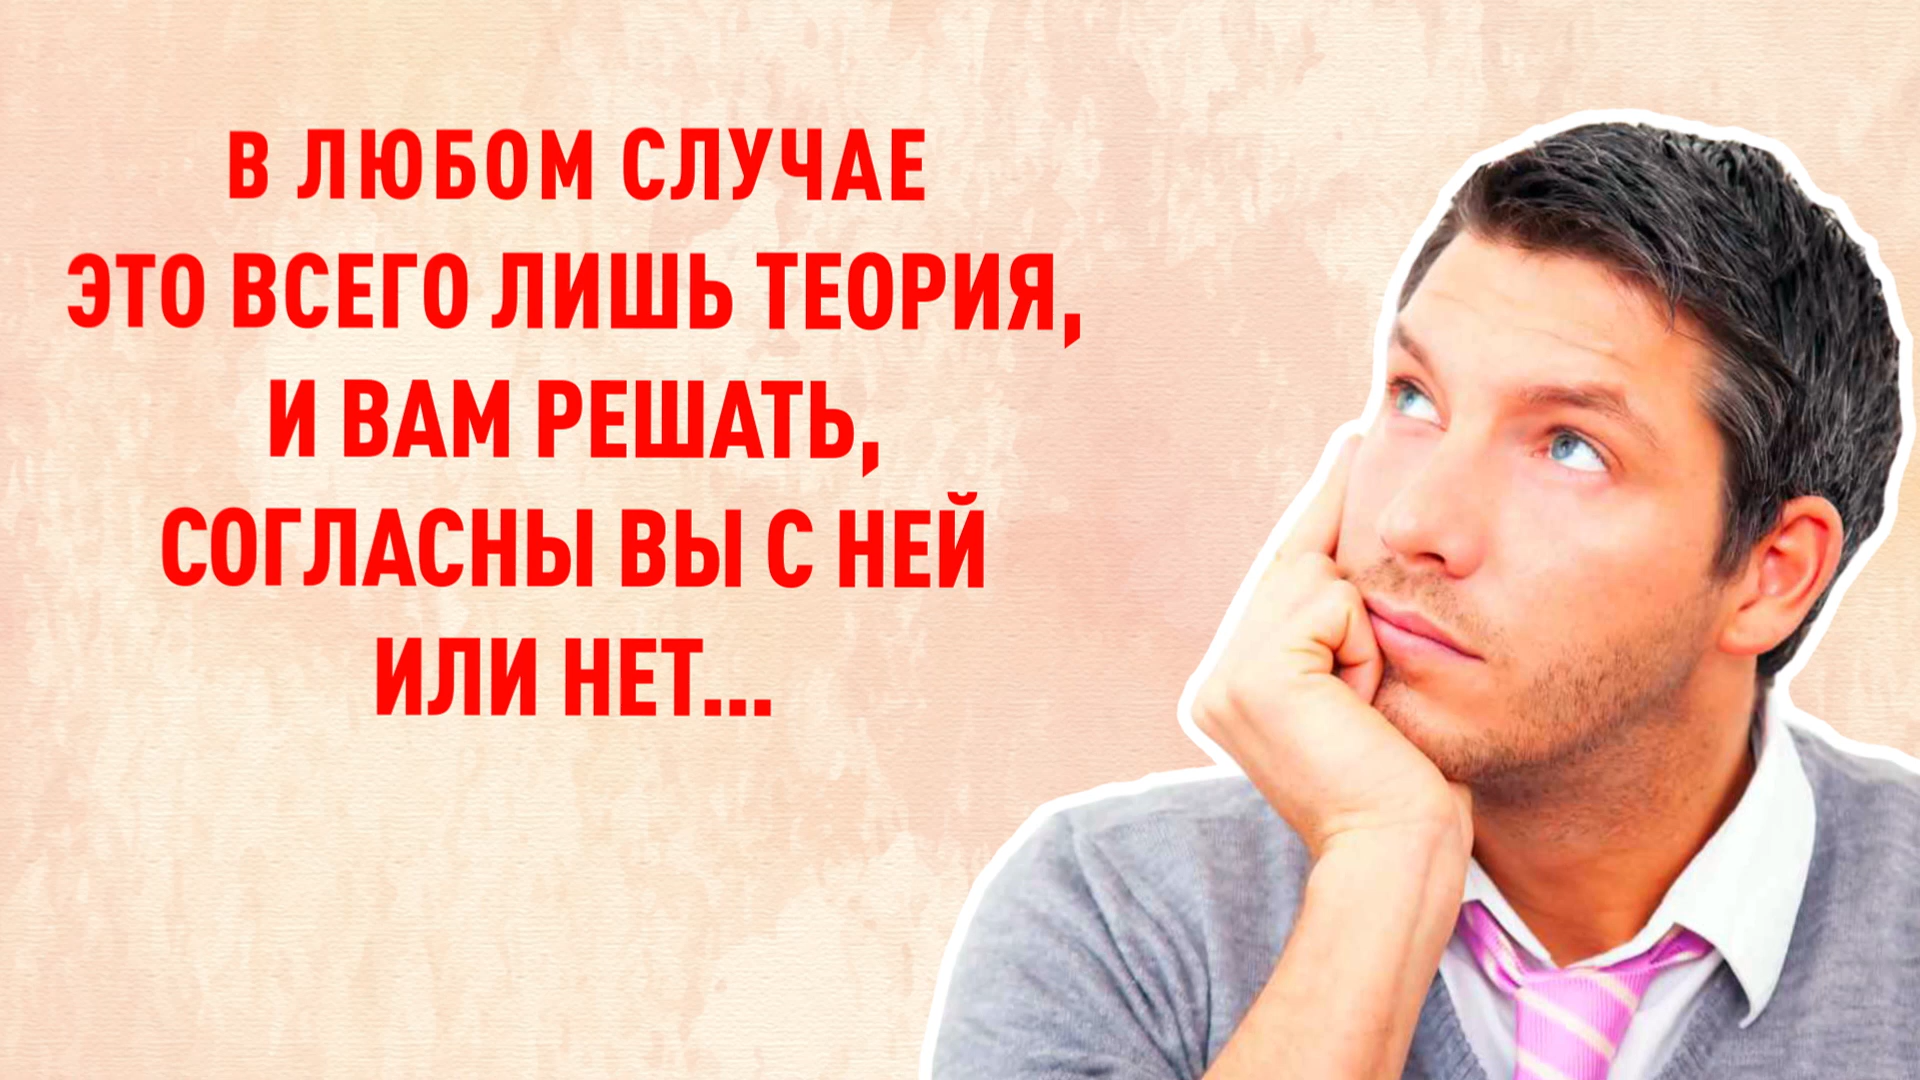 В ЛЮБОМ СЛУЧАЕ
ЭТО ВСЕГО ЛИШЬ ТЕОРИЯ,
И ВАМ РЕШАТЬ,
СОГЛАСНЫ ВЫ С НЕЙ
ИЛИ НЕТ...